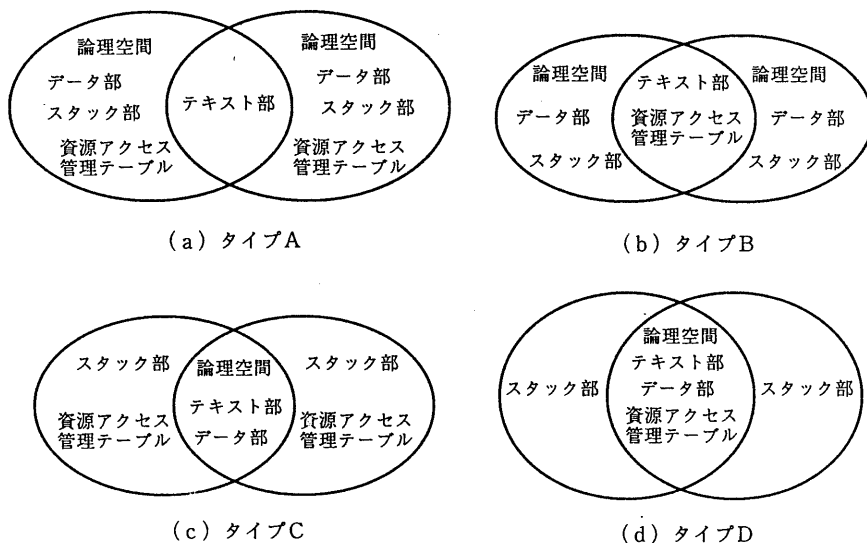 論理空間
データ部
スタック部
資源アクセス
管理テーブル
テキスト部
論理空間
データ部
スタック部
資源アクセス
管理テーブル
(a) タイプA
論理空間
データ部
スタック部
テキスト部
資源アクセス
管理テーブル
論理空間
データ部
スタック部
(b) タイプB
スタック部
資源アクセス
管理テーブル
論理空間
テキスト部
データ部
スタック部
資源アクセス
管理テーブル
(c) タイプC
スタック部
論理空間
テキスト部
データ部
資源アクセス
管理テーブル
スタック部
(d) タイプD